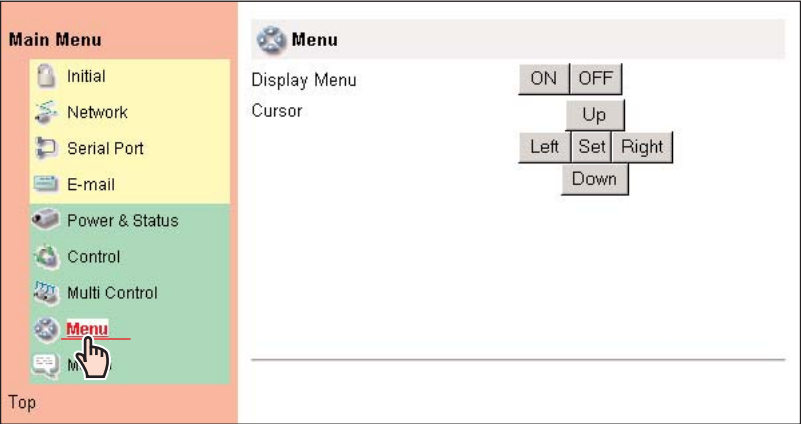 Main Menu
Initial
Network
Serial Port
E-mail
Power & Status
Control
Multi Control
Menu
Top
Menu
Display Menu ON OFF
Cursor Up
Left Set Right
Down